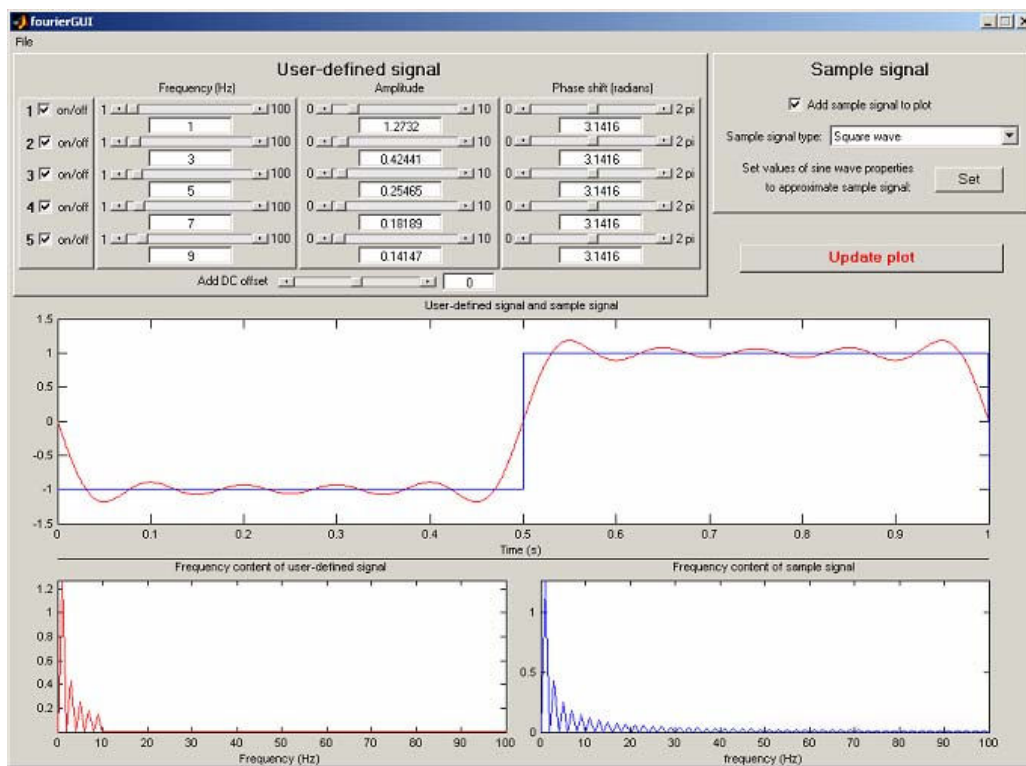 fourierGUI
File
User-defined signal
Frequency (Hz) Amplitude Phase shift (radians)
1 on/off 1 100 0 10 0 2 pi
1 1.2732 3.1416
2 on/off 1 100 0 10 0 2 pi
3 0.42441 3.1416
3 on/off 1 100 0 10 0 2 pi
5 0.25465 3.1416
4 on/off 1 100 0 10 0 2 pi
7 0.18189 3.1416
5 on/off 1 100 0 10 0 2 pi
9 0.14147 3.1416
Add DC offset 0
Sample signal
Add sample signal to plot
Sample signal type: Square wave
Set values of sine wave properties
to approximate sample signal: Set
Update plot
User-defined signal and sample signal
1.5
1
0.5
0
-0.5
-1
-1.5
0 0.1 0.2 0.3 0.4 0.5 0.6 0.7 0.8 0.9 1
Time (s)
Frequency content of user-defined signal
1.2
1
0.8
0.6
0.4
0.2
0 10 20 30 40 50 60 70 80 90 100
Frequency (Hz)
Frequency content of sample signal
1
0.5
0
0 10 20 30 40 50 60 70 80 90 100
frequency (Hz)